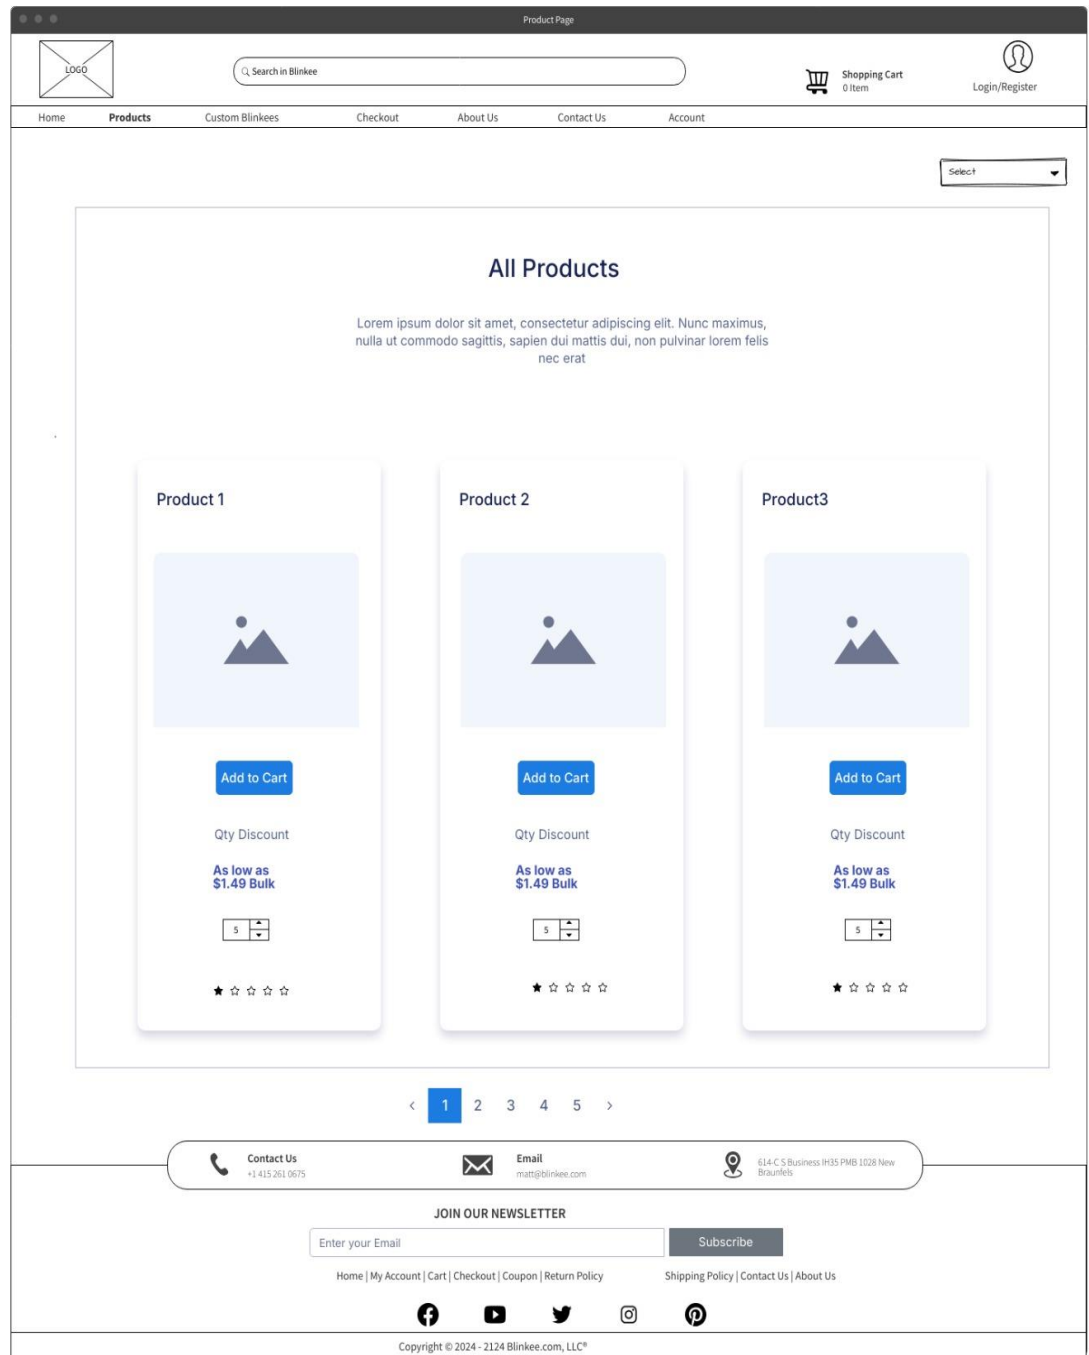 Product Page
LOGO
Search in Blinkee
Shopping Cart
0 Item
Login/Register
Home Products Custom Blinkees Checkout About Us Contact Us Account
Select
All Products
Lorem ipsum dolor sit amet, consectetur adipiscing elit. Nunc maximus,
nulla ut commodo sagittis, sapien dui mattis dui, non pulvinar lorem felis
nec erat
Product 1
Add to Cart
Qty Discount
As low as
$1.49 Bulk
5
Product 2
Add to Cart
Qty Discount
As low as
$1.49 Bulk
5
Product3
Add to Cart
Qty Discount
As low as
$1.49 Bulk
5
< 1 2 3 4 5 >
Contact Us
+1 415 261 0675
Email
matt@blinkee.com
614-C S Business IH35 PMB 1028 New
Braunfels
JOIN OUR NEWSLETTER
Enter your Email
Subscribe
Home | My Account | Cart | Checkout | Coupon | Return Policy Shipping Policy | Contact Us | About Us
Copyright © 2024 - 2124 Blinkee.com, LLC®